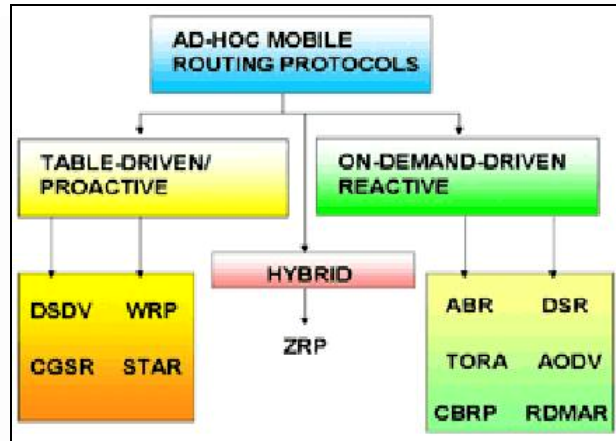 AD-HOC MOBILE
ROUTING PROTOCOLS
TABLE-DRIVEN/
PROACTIVE
ON-DEMAND-DRIVEN
REACTIVE
HYBRID
DSDV WRP
CGSR STAR
ZRP
ABR DSR
TORA AODV
CBRP RDMAR